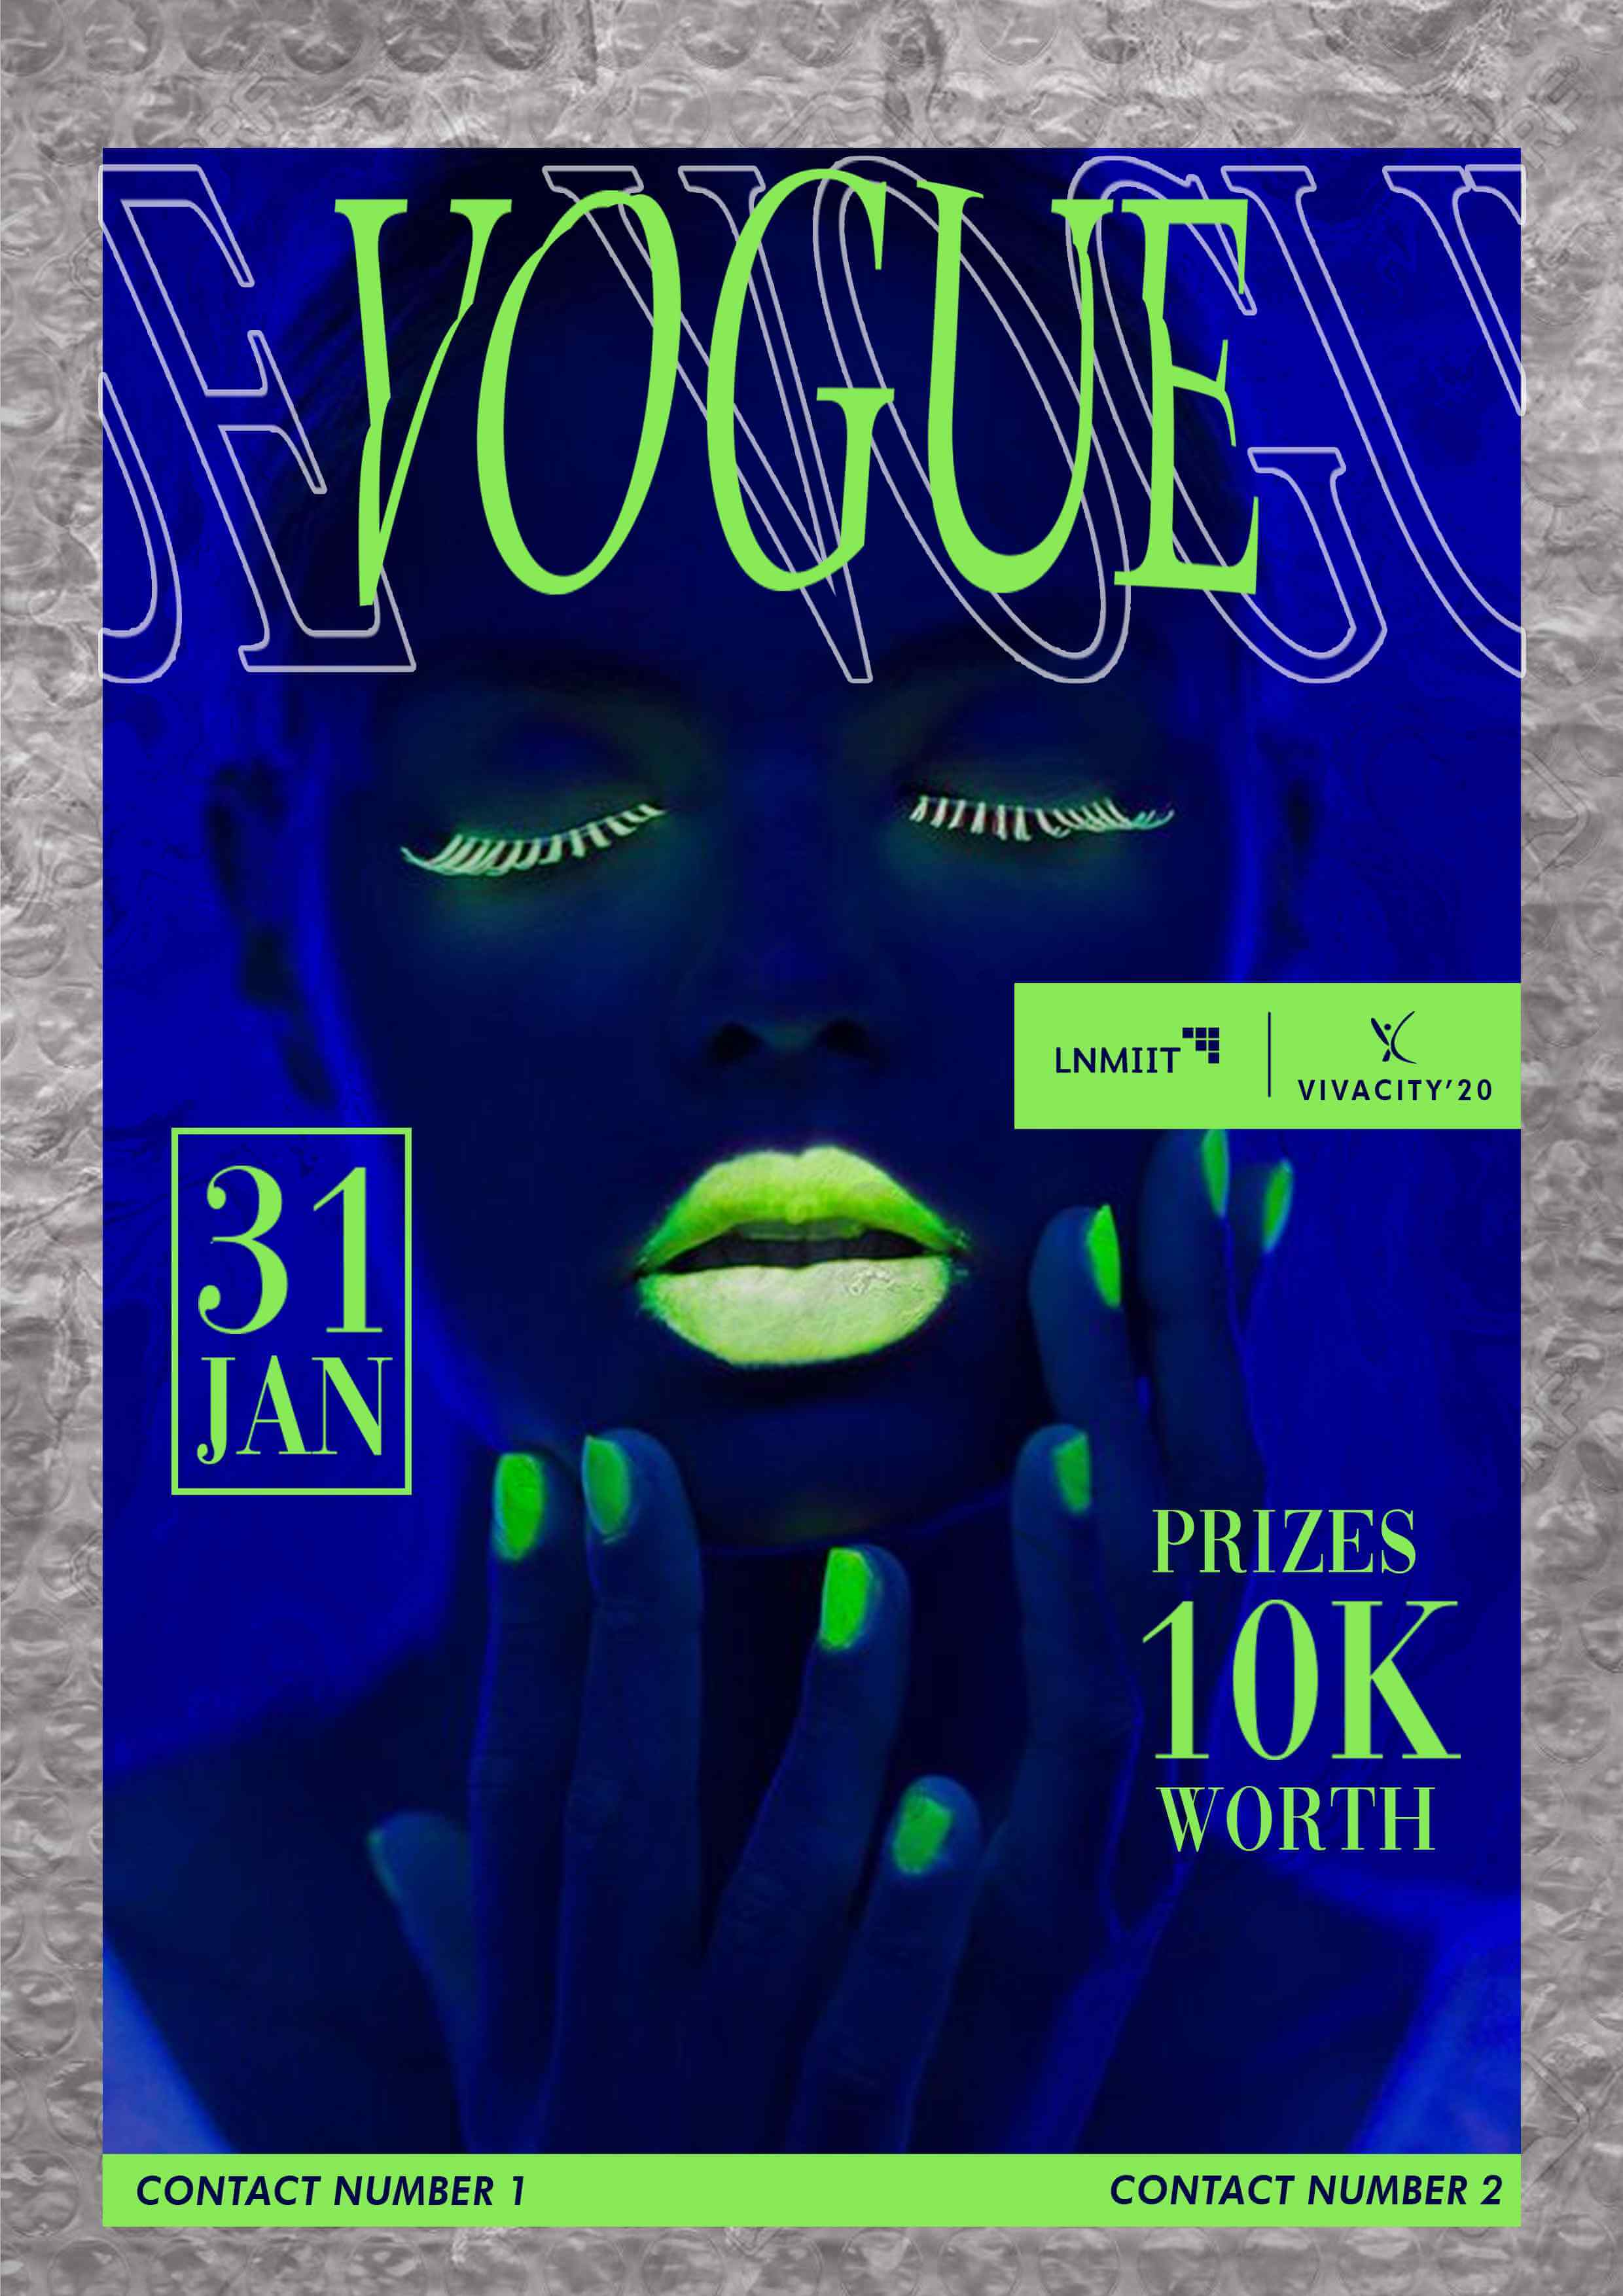 VOGUE
LNMIIT
VIVACITY'20
31
JAN
PRIZES
10K
WORTH
CONTACT NUMBER 1
CONTACT NUMBER 2